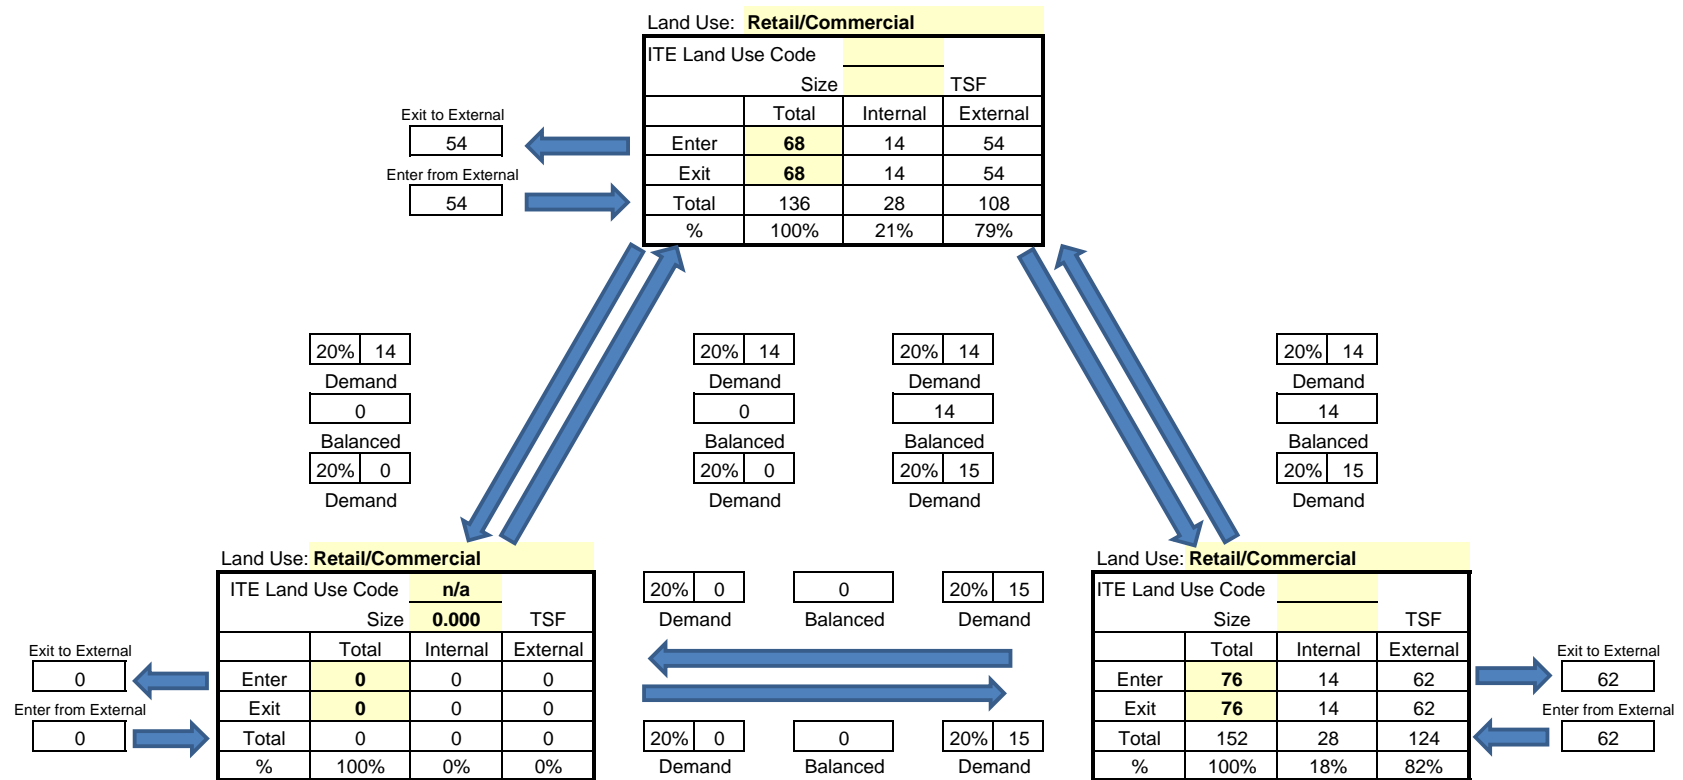 Land Use: Retail/Commercial
ITE Land Use Code
Size TSF
Total Internal External
Exit to External
54
Enter 68 14 54
Exit 68 14 54
Enter from External
54
Total 136 28 108
% 100% 21% 79%
20% 14 20% 14 20% 14 20% 14
Demand Demand Demand Demand
0 0 14 14
Balanced Balanced Balanced Balanced
20% 0 20% 0 20% 15 20% 15
Demand Demand Demand Demand
Land Use: Retail/Commercial
ITE Land Use Code n/a
Size 0.000 TSF
Total Internal External
Exit to External
0
Enter 0 0 0
Exit 0 0 0
Enter from External
0
Total 0 0 0
% 100% 0% 0%
20% 0 0 20% 15
Demand Balanced Demand
20% 0 0 20% 15
Demand Balanced Demand
Land Use: Retail/Commercial
ITE Land Use Code
Size TSF
Total Internal External
Enter 76 14 62
Exit 76 14 62
Total 152 28 124
% 100% 18% 82%
Exit to External
62
Enter from External
62